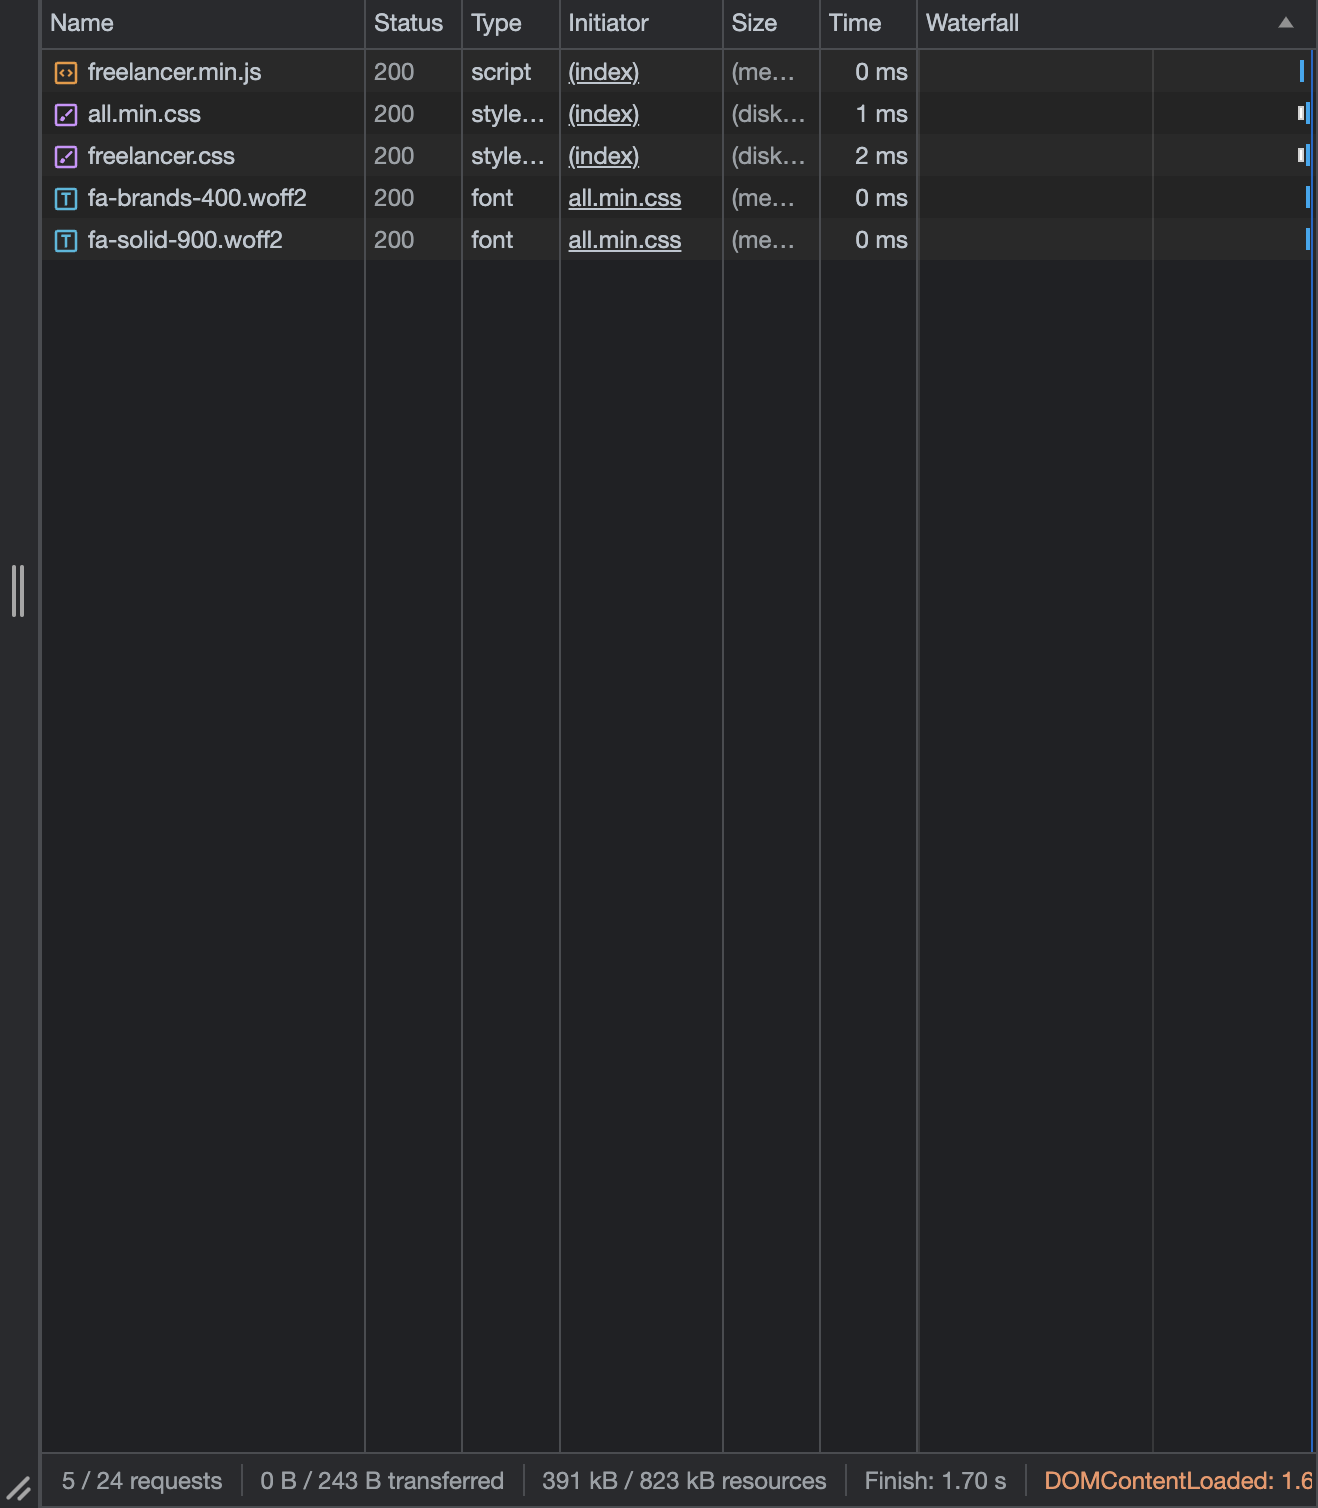 Name Status Type Initiator Size Time Waterfall
freelancer.min.js 200 script (index) (me... 0 ms
all.min.css 200 style... (index) (disk... 1 ms
freelancer.css 200 style... (index) (disk... 2 ms
fa-brands-400.woff2 200 font all.min.css (me... 0 ms
fa-solid-900.woff2 200 font all.min.css (me... 0 ms
5 / 24 requests 0 B / 243 B transferred 391 kB / 823 kB resources Finish: 1.70 s DOMContentLoaded: 1.6